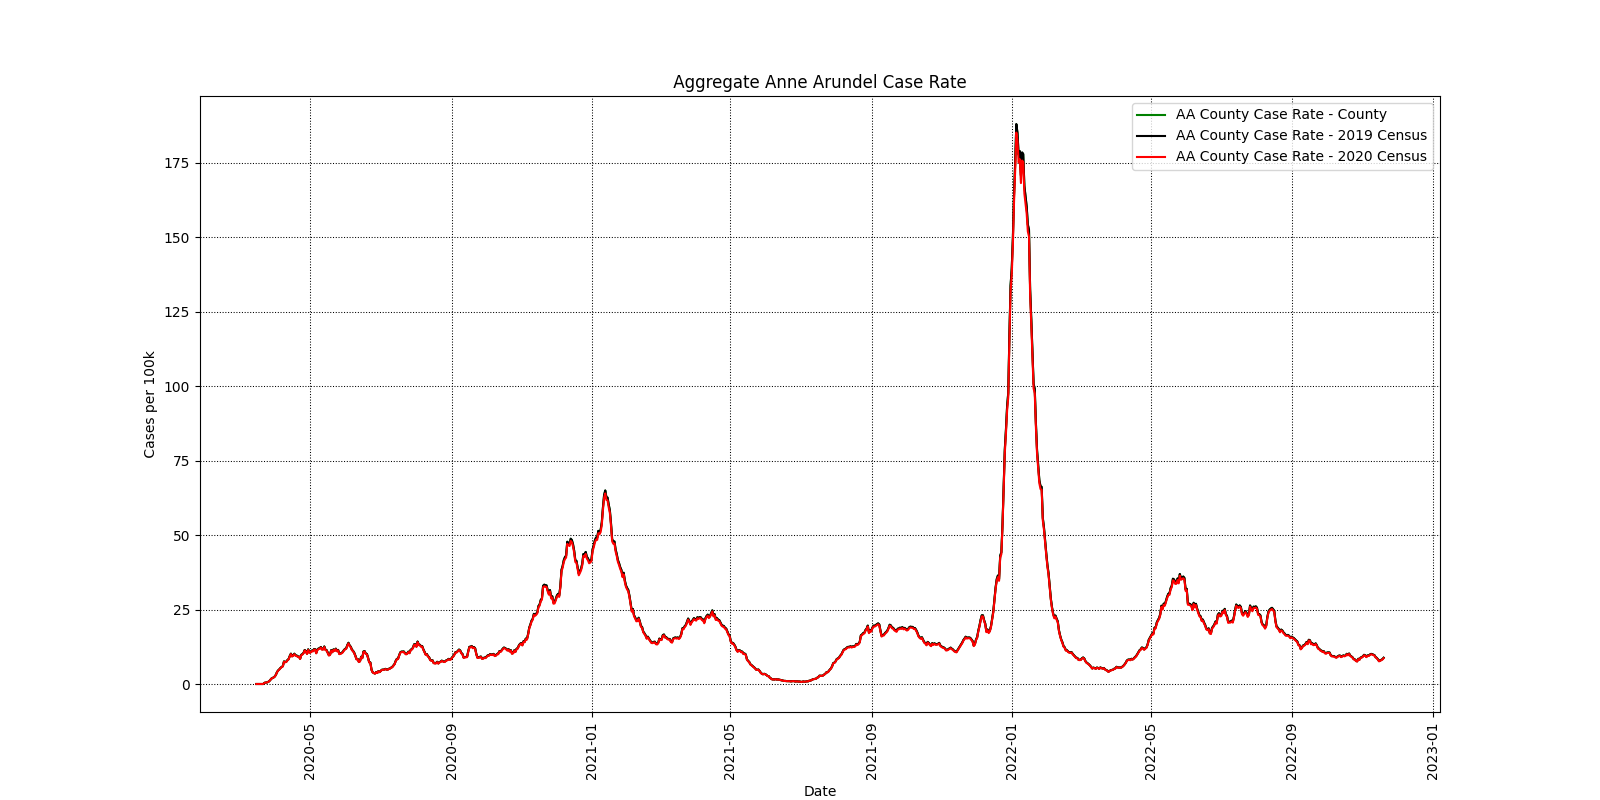 Aggregate Anne Arundel Case Rate
AA County Case Rate - County
AA County Case Rate - 2019 Census
AA County Case Rate - 2020 Census
175
150
125
100
75
50
25
0
Cases per 100k
2020-05
2020-09
2021-01
2021-05
2021-09
2022-01
2022-05
2022-09
2023-01
Date